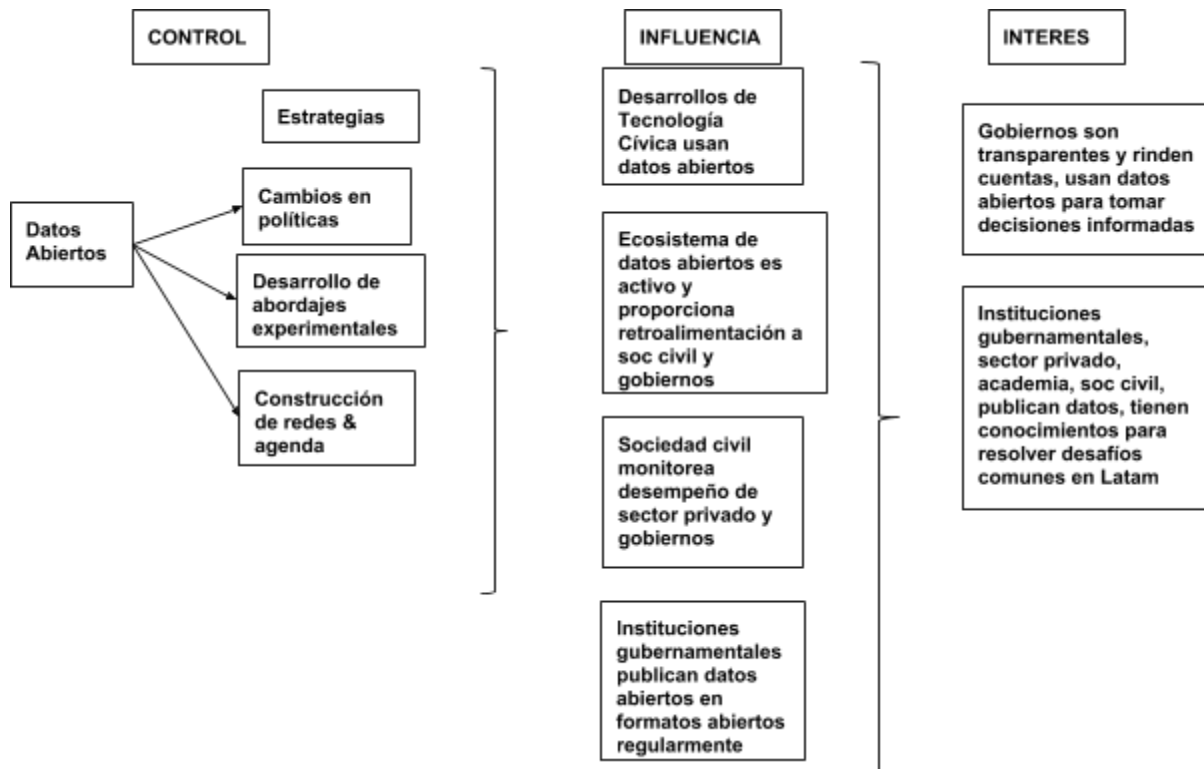 CONTROL
Estrategias
Datos
Abiertos
Cambios en
políticas
Desarrollo de
abordajes
experimentales
Construcción
de redes &
agenda
INFLUENCIA
Desarrollos de
Tecnología
Cívica usan
datos abiertos
Ecosistema de
datos abiertos es
activo y
proporciona
retroalimentación a
soc civil y
gobiernos
Sociedad civil
monitorea
desempeño de
sector privado y
gobiernos
Instituciones
gubernamentales
publican datos
abiertos en
formatos abiertos
regularmente
INTERES
Gobiernos son
transparentes y rinden
cuentas, usan datos
abiertos para tomar
decisiones informadas
Instituciones
gubernamentales,
sector privado,
academia, soc civil,
publican datos, tienen
conocimientos para
resolver desafíos
comunes en Latam